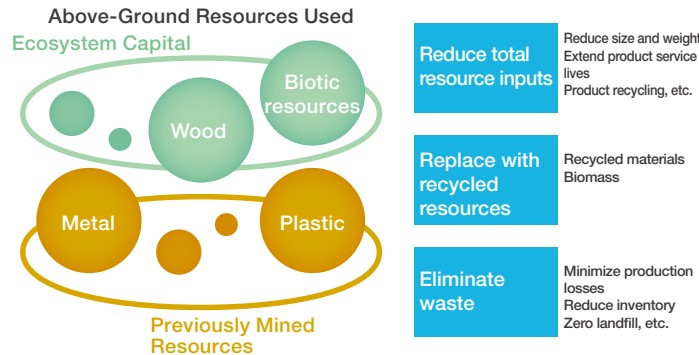 Above-Ground Resources Used
Ecosystem Capital
Biotic
resources
Wood
Metal
Plastic
Previously Mined
Resources
Reduce total
resource inputs
Reduce size and weight
Extend product service
lives
Product recycling, etc.
Replace with
recycled
resources
Recycled materials
Biomass
Eliminate
waste
Minimize production
losses
Reduce inventory
Zero landfill, etc.